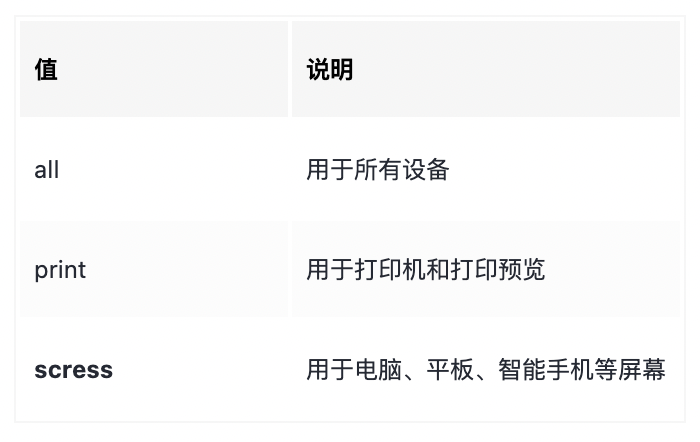 值 说明
all 用于所有设备
print 用于打印机和打印预览
scress 用于电脑、平板、智能手机等屏幕